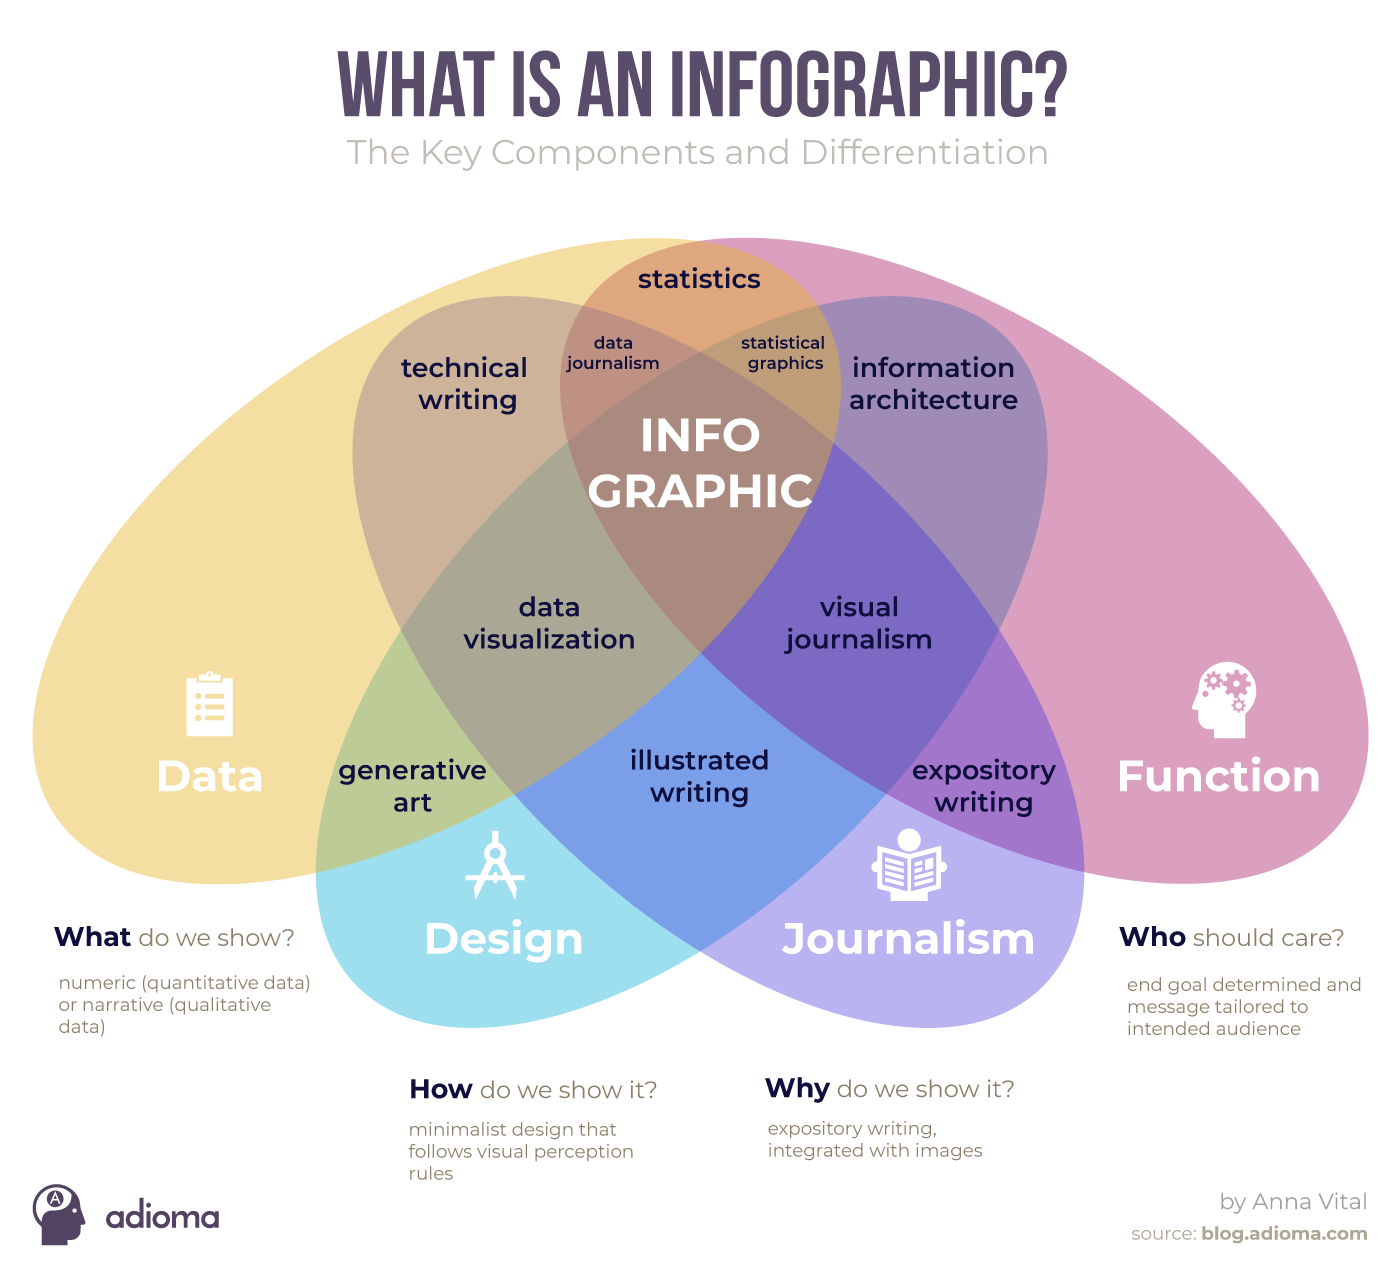 WHAT IS AN INFOGRAPHIC?
The Key Components and Differentiation
statistics
data
journalism
statistical
graphics
technical
writing
information
architecture
INFO
GRAPHIC
data
visualization
visual
journalism
generative
art
illustrated
writing
expository
writing
Data
Function
Design
Journalism
What do we show?
numeric (quantitative data)
or narrative (qualitative
data)
Who should care?
end goal determined and
message tailored to
intended audience
How do we show it?
minimalist design that
follows visual perception
rules
Why do we show it?
expository writing,
integrated with images
A
adioma
by Anna Vital
source: blog.adioma.com